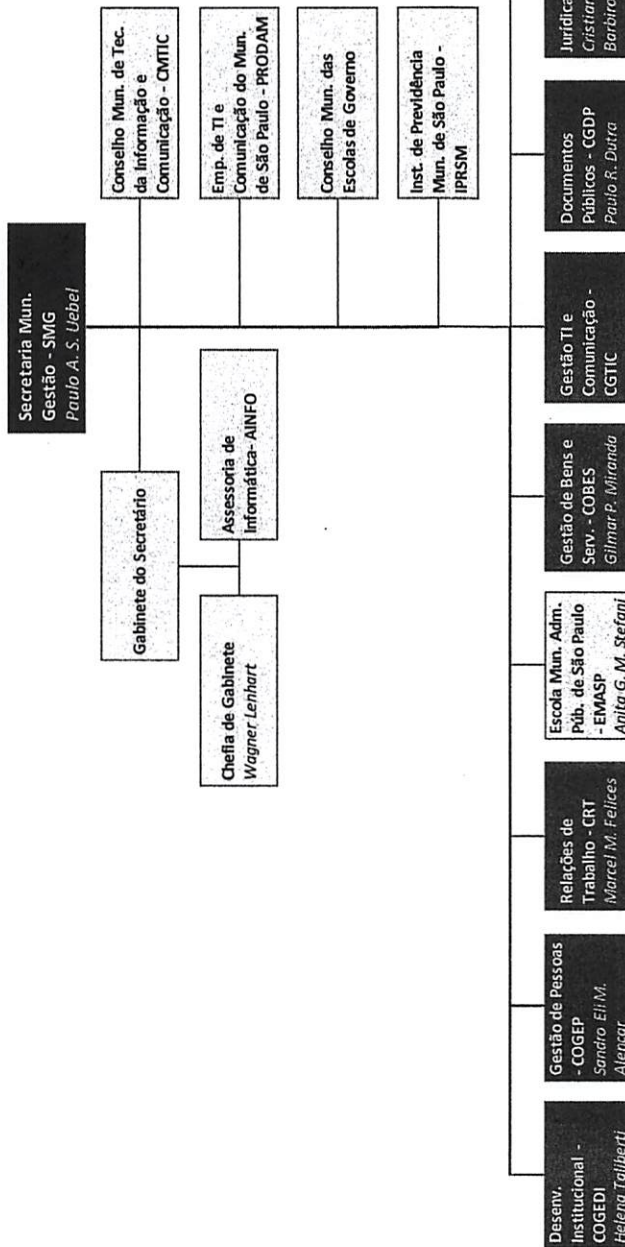 Secretaria Mun.
Gestão - SMG
Paulo A. S. Uebel
Gabinete do Secretário
Chefia de Gabinete
Wagner Lenhart
Assessoria de
Informática- AINFO
Conselho Mun. de Tec.
da Informação e
Comunicação - CMTIC
Emp. de TI e
Comunicação do Mun.
de São Paulo - PRODAM
Conselho Mun. das
Escolas de Governo
Inst. de Previdência
Mun. de São Paulo -
IPRSM
Desenv.
Institucional -
COGEDI
Helena Taliberti
Gestão de Pessoas
- COGEP
Sandro Eli M.
Alencar
Relações de
Trabalho - CRT
Marcel M. Felices
Escola Mun. Adm.
Púb. de São Paulo
- EMASP
Anita G. M. Stefani
Gestão de Bens e
Serv. - COBES
Gilmar P. Miranda
Gestão TI e
Comunicação -
CGTIC
Documentos
Públicos - CGDP
Paulo R. Dutra
Jurídica
Cristian
Barbiro